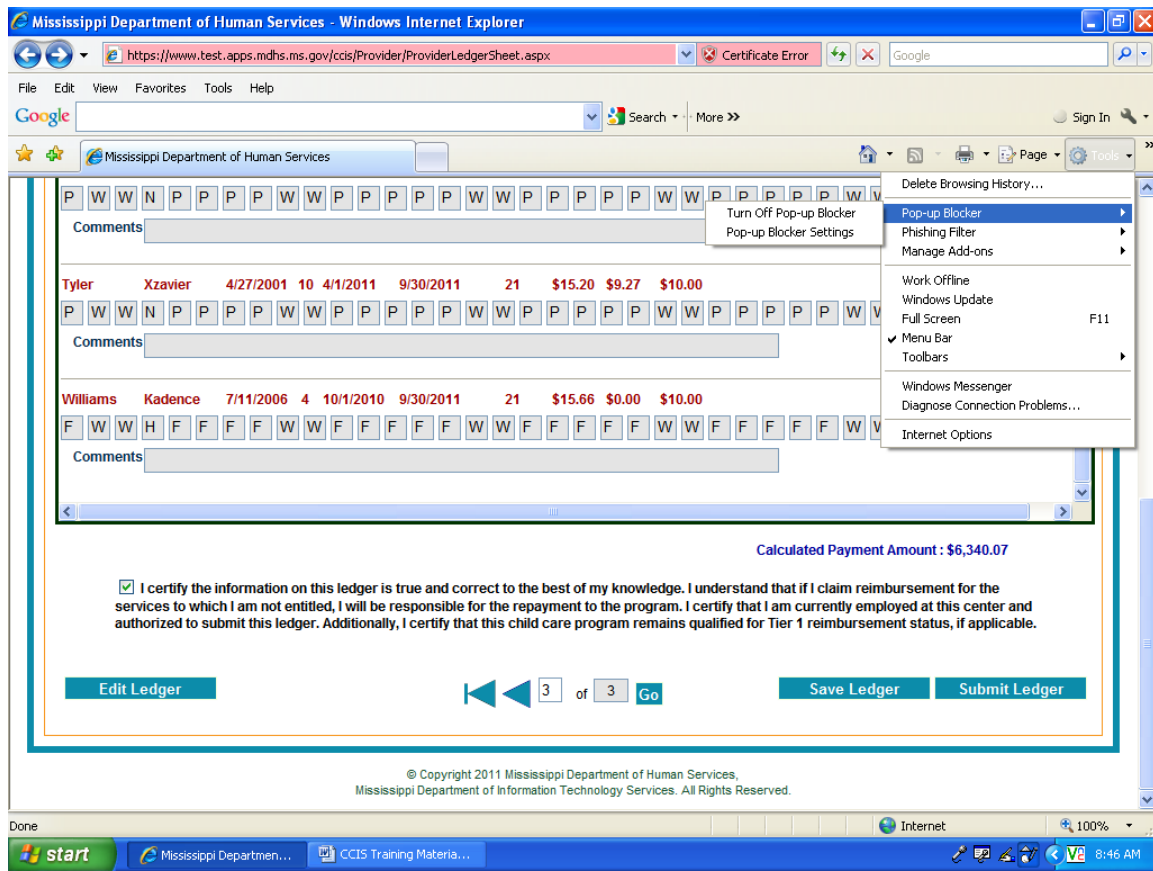 Mississippi Department of Human Services - Windows Internet Explorer
https://www.test.apps.mdhs.ms.gov/ccis/Provider/ProviderLedgerSheet.aspx Certificate Error Google
File Edit View Favorites Tools Help
Google Search More >> Sign In
Mississippi Department of Human Services Page Tools
Delete Browsing History...
P W W N P P P P W W P P P P P W W P P P P P W W P P P P P W W
Turn Off Pop-up Blocker Pop-up Blocker
Comments Pop-up Blocker Settings Phishing Filter
Manage Add-ons
Tyler Xzavier 4/27/2001 10 4/1/2011 9/30/2011 21 $15.20 $9.27 $10.00 Work Offline
Windows Update
P W W N P P P P W W P P P P P W W P P P P P W W P P P P P W W Full Screen F11
Comments Menu Bar
Toolbars
Windows Messenger
Williams Kadence 7/11/2006 4 10/1/2010 9/30/2011 21 $15.66 $0.00 $10.00 Diagnose Connection Problems...
F W W H F F F F W W F F F F F W W F F F F F W W F F F F F W W Internet Options
Comments
Calculated Payment Amount : $6,340.07
I certify the information on this ledger is true and correct to the best of my knowledge. I understand that if I claim reimbursement for the
services to which I am not entitled, I will be responsible for the repayment to the program. I certify that I am currently employed at this center and
authorized to submit this ledger. Additionally, I certify that this child care program remains qualified for Tier 1 reimbursement status, if applicable.
Edit Ledger 3 of 3 Go Save Ledger Submit Ledger
© Copyright 2011 Mississippi Department of Human Services,
Mississippi Department of Information Technology Services. All Rights Reserved.
Done Internet 100%
start Mississippi Departmen... CCIS Training Materia... V2 8:46 AM